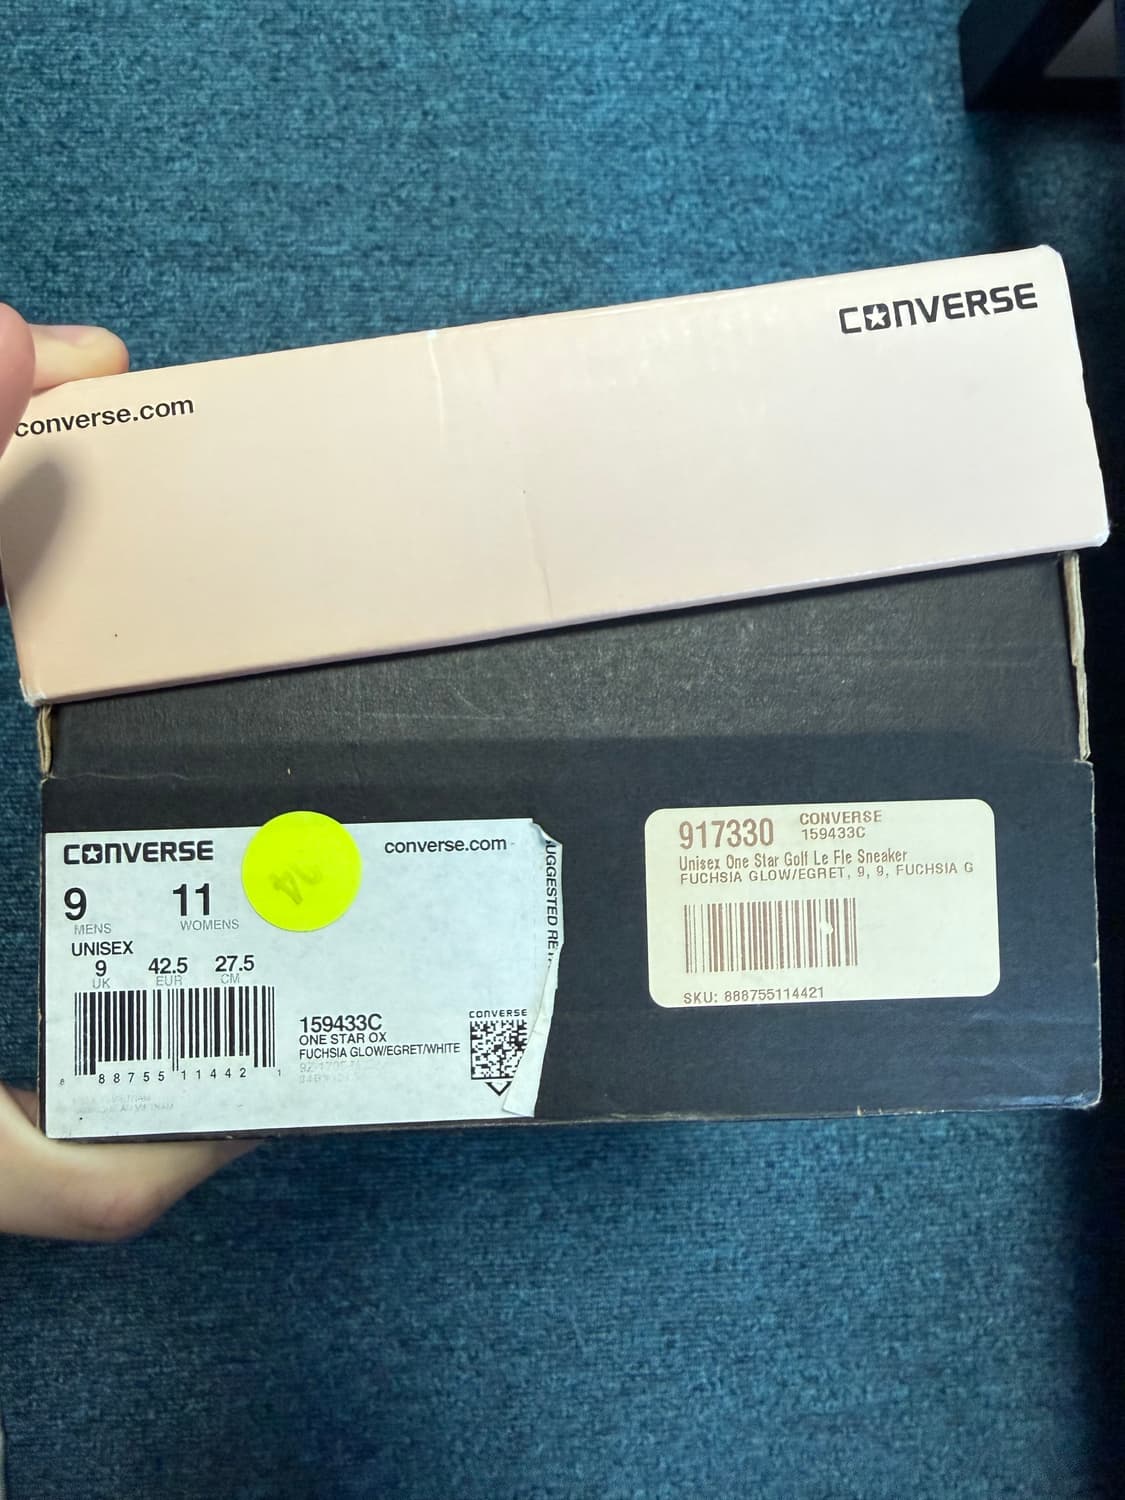 CONVERSE
converse.com
CONVERSE
converse.com
9
MENS
11
WOMENS
UNISEX
9
UK
42.5
EUR
27.5
CM
8 88755 11442 1
159433C
ONE STAR OX
FUCHSIA GLOW/EGRET/WHITE
CONVERSE
UGGESTED RE
917330
CONVERSE
159433C
Unisex One Star Golf Le Fle Sneaker
FUCHSIA GLOW/EGRET, 9, 9, FUCHSIA G
SKU: 888755114421